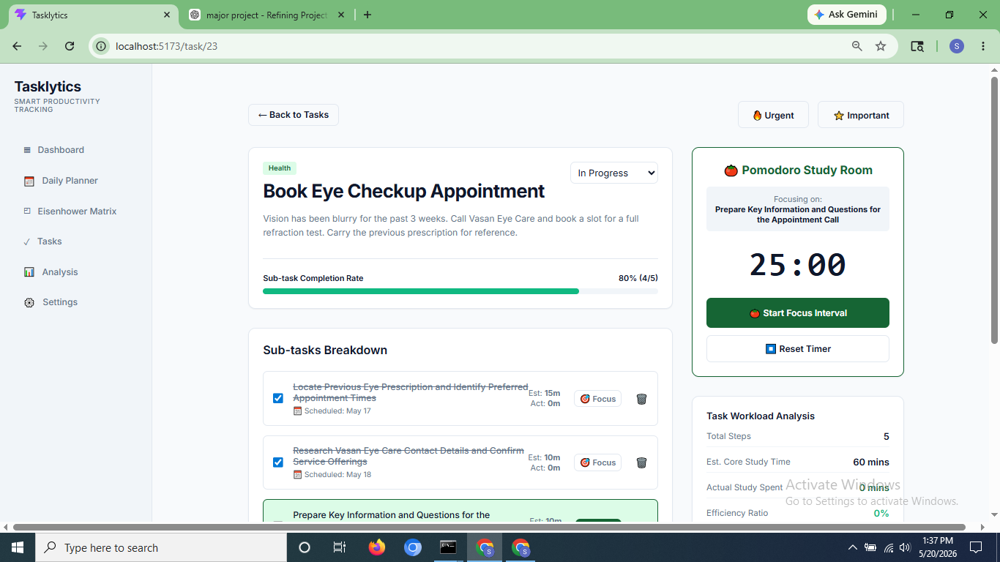 Tasklytics
major project - Refining Project
Ask Gemini
localhost:5173/task/23
S
Tasklytics
SMART PRODUCTIVITY
TRACKING
Dashboard
Daily Planner
Eisenhower Matrix
Tasks
Analysis
Settings
← Back to Tasks
🔥 Urgent
⭐ Important
Health
In Progress
Book Eye Checkup Appointment
Vision has been blurry for the past 3 weeks. Call Vasan Eye Care and book a slot for a full
refraction test. Carry the previous prescription for reference.
Sub-task Completion Rate
80% (4/5)
Sub-tasks Breakdown
Locate Previous Eye Prescription and Identify Preferred
Appointment Times
Scheduled: May 17
Est: 15m
Act: 0m
Focus
Research Vasan Eye Care Contact Details and Confirm
Service Offerings
Scheduled: May 18
Est: 10m
Act: 0m
Focus
Prepare Key Information and Questions for the
Est: 10m
🍅 Pomodoro Study Room
Focusing on:
Prepare Key Information and Questions for
the Appointment Call
25:00
Start Focus Interval
Reset Timer
Task Workload Analysis
Total Steps
5
Est. Core Study Time
60 mins
Actual Study Spent
0 mins
Efficiency Ratio
0%
Activate Windows
Go to Settings to activate Windows.
Type here to search
1:37 PM
5/20/2026